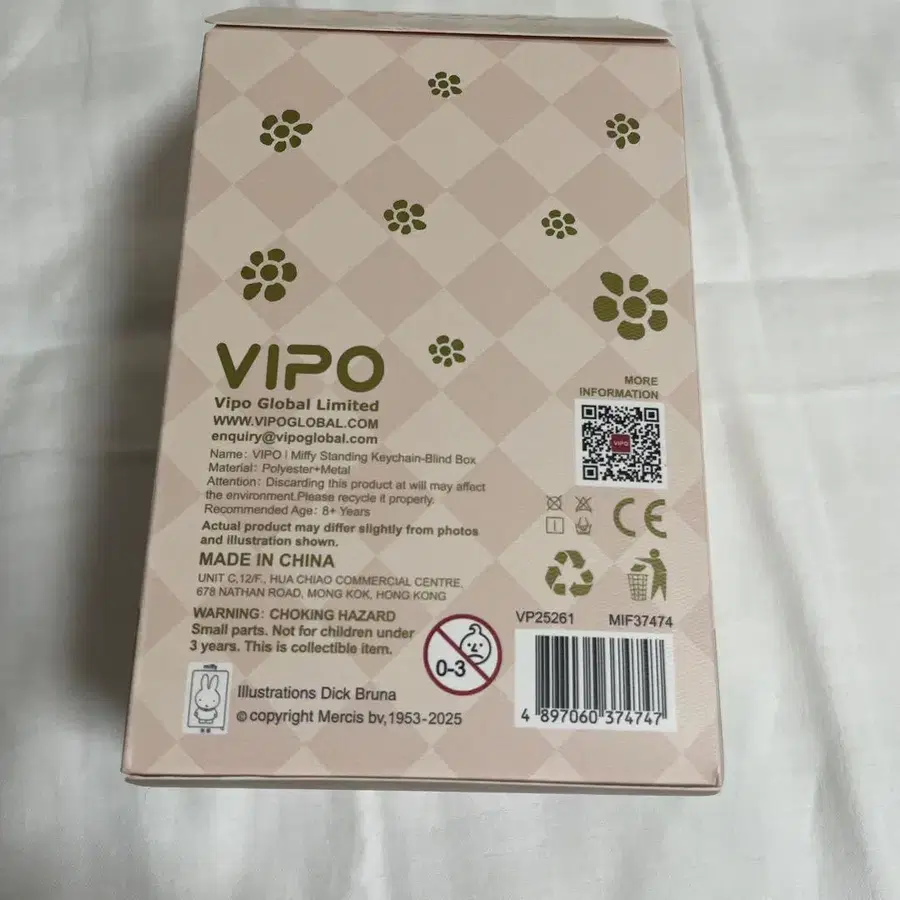 VIPO
Vipo Global Limited
WWW.VIPOGLOBAL.COM
enquiry@vipoglobal.com
Name: VIPO | Miffy Standing Keychain-Blind Box
Material: Polyester+Metal
Attention: Discarding this product at will may affect
the environment.Please recycle it properly.
Recommended Age: 8+ Years
Actual product may differ slightly from photos
and illustration shown.
MADE IN CHINA
UNIT C,12/F., HUA CHIAO COMMERCIAL CENTRE,
678 NATHAN ROAD, MONG KOK, HONG KONG
WARNING: CHOKING HAZARD
Small parts. Not for children under
3 years. This is collectible item.
0-3
miffy
Illustrations Dick Bruna
© copyright Mercis bv,1953-2025
MORE
INFORMATION
VIPO
CE
VP25261 MIF37474
4 897060 374747